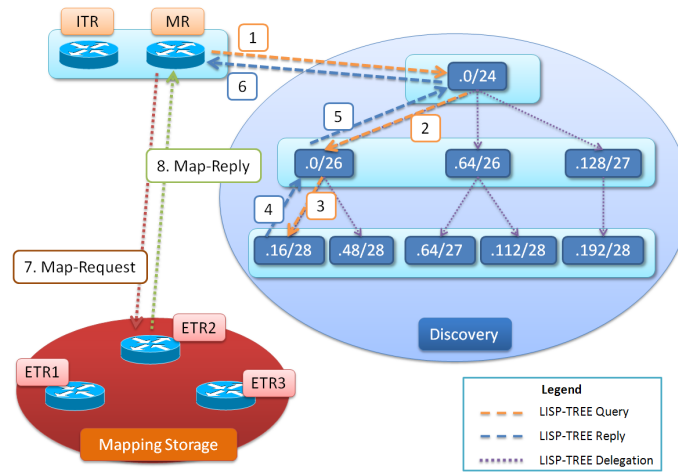 ITR
MR
1
6
.0/24
5
2
.0/26
.64/26
.128/27
8. Map-Reply
4
3
.16/28
.48/28
.64/27
.112/28
.192/28
7. Map-Request
ETR2
Discovery
ETR1
ETR3
Mapping Storage
Legend
LISP-TREE Query
LISP-TREE Reply
LISP-TREE Delegation